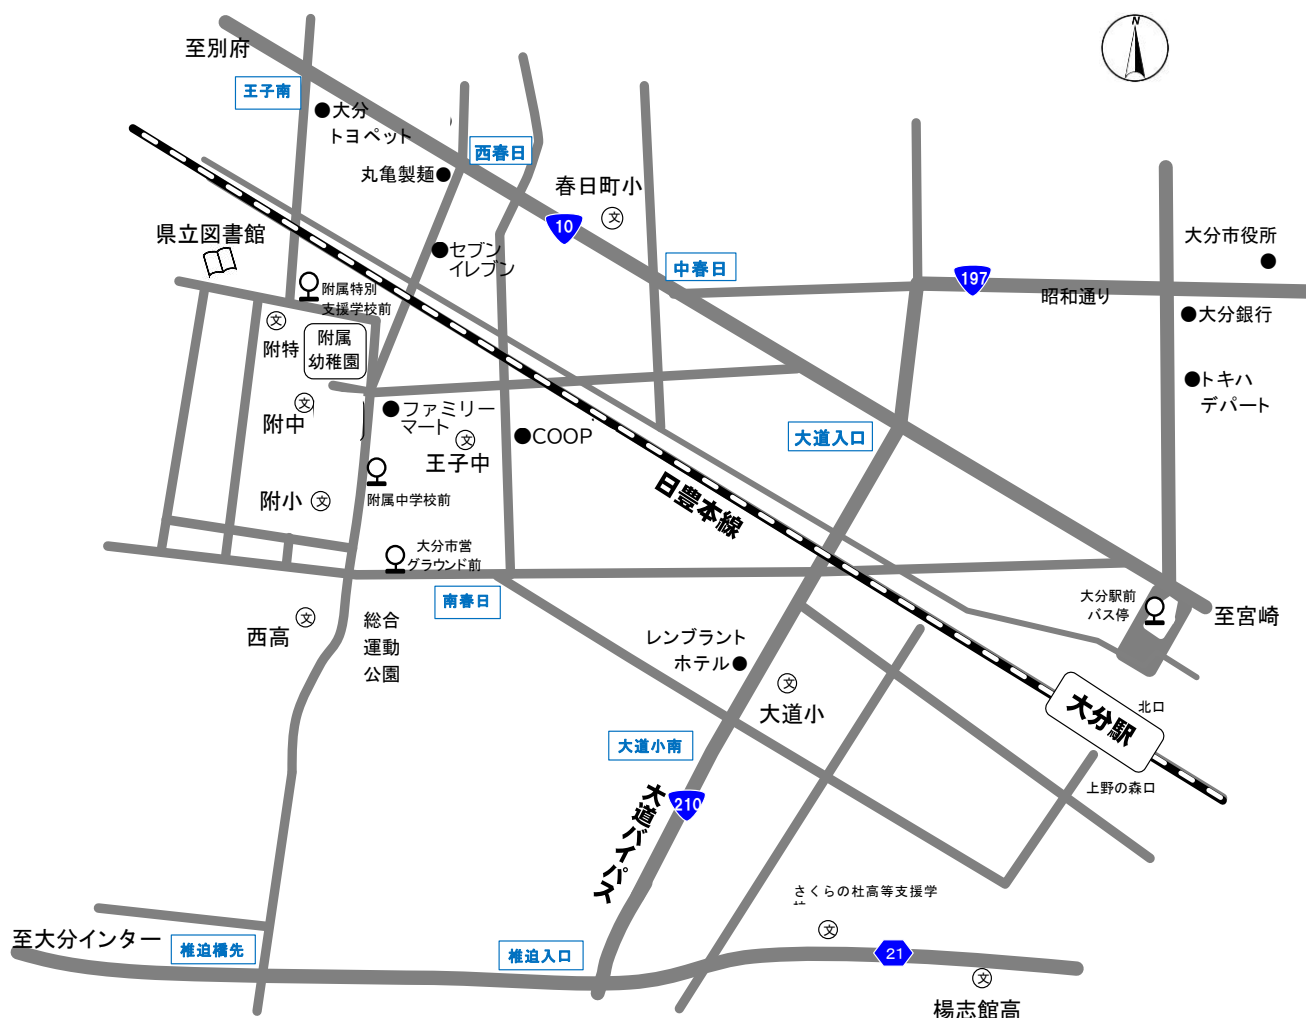 N
至別府
王子南
大分
トヨペット
丸亀製麺
西春日
春日町小
文
10
県立図書館
セブン
イレブン
中春日
197
昭和通り
大分市役所
大分銀行
トキハ
デパート
附属特別
支援学校前
文
附特
附属
幼稚園
文
附中
ファミリー
マート
文
王子中
COOP
大道入口
日豊本線
附小
文
附属中学校前
大分市営
グラウンド前
南春日
大分駅前
バス停
至宮崎
西高
文
総合
運動
公園
レンブラント
ホテル
文
大道小
大分駅
北口
上野の森口
大道小南
210
大道バイパス
さくらの杜高等支援学
文
至大分インター
椎迫橋先
椎迫入口
21
文
楊志館高